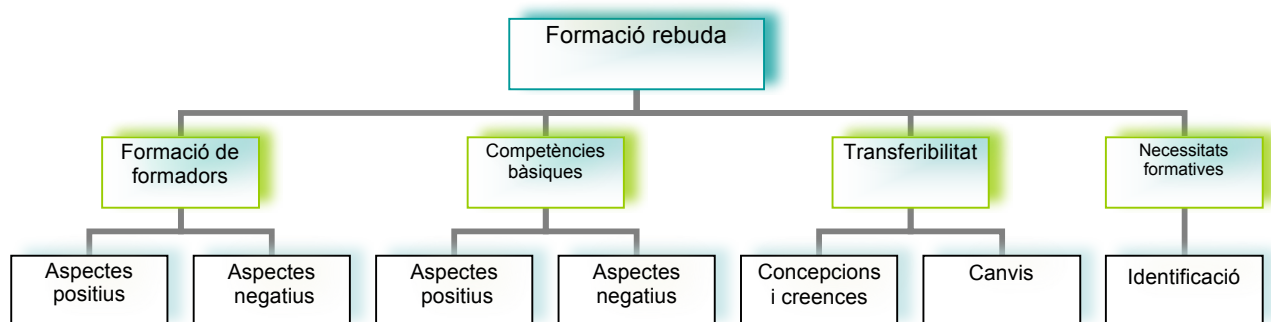 Formació rebuda
Formació de
formadors
Competències
bàsiques
Transferibilitat
Necessitats
formatives
Aspectes
positius
Aspectes
negatius
Aspectes
positius
Aspectes
negatius
Concepcions
i creences
Canvis
Identificació